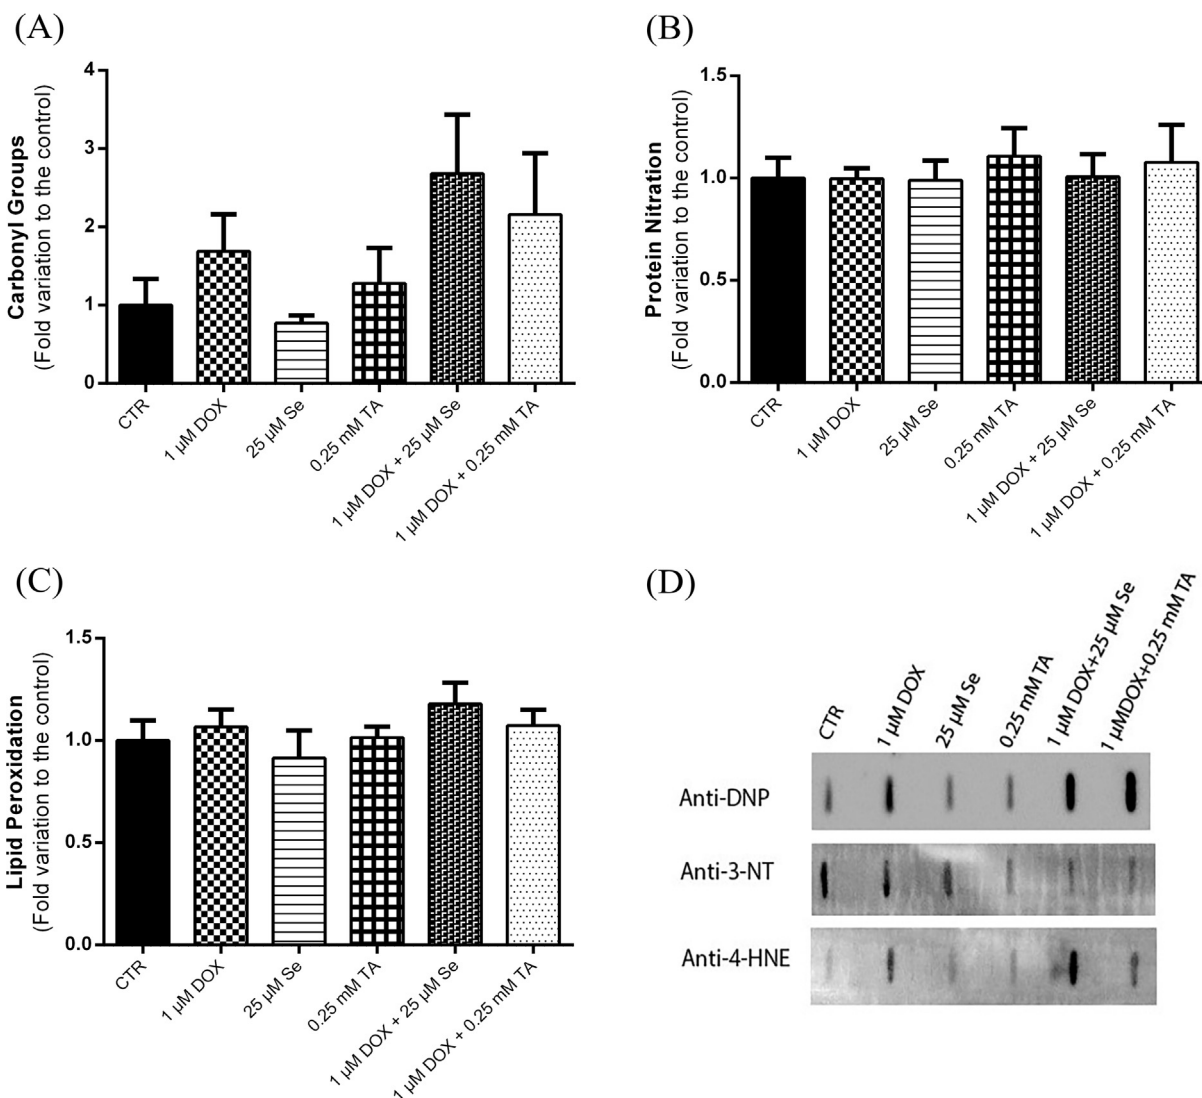 (A)
Carbonyl Groups
(Fold variation to the control)
4
3
2
1
0
CTR
1 µM DOX
25 µM Se
0.25 mM TA
1 µM DOX + 25 µM Se
1 µM DOX + 0.25 mM TA
(B)
Protein Nitration
(Fold variation to the control)
1.5
1.0
0.5
0.0
CTR
1 µM DOX
25 µM Se
0.25 mM TA
1 µM DOX + 25 µM Se
1 µM DOX + 0.25 mM TA
(C)
Lipid Peroxidation
(Fold variation to the control)
1.5
1.0
0.5
0.0
CTR
1 µM DOX
25 µM Se
0.25 mM TA
1 µM DOX + 25 µM Se
1 µM DOX + 0.25 mM TA
(D)
CTR
1 µM DOX
25 µM Se
0.25 mM TA
1 µM DOX+25 µM Se
1 µMDOX+0.25 mM TA
Anti-DNP
Anti-3-NT
Anti-4-HNE